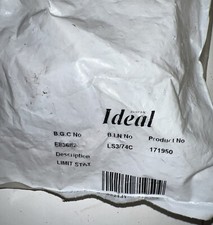 Ideal
B.G.C No B.I.N No Product No
LS3/74C 171950
Description
LIMIT STAT